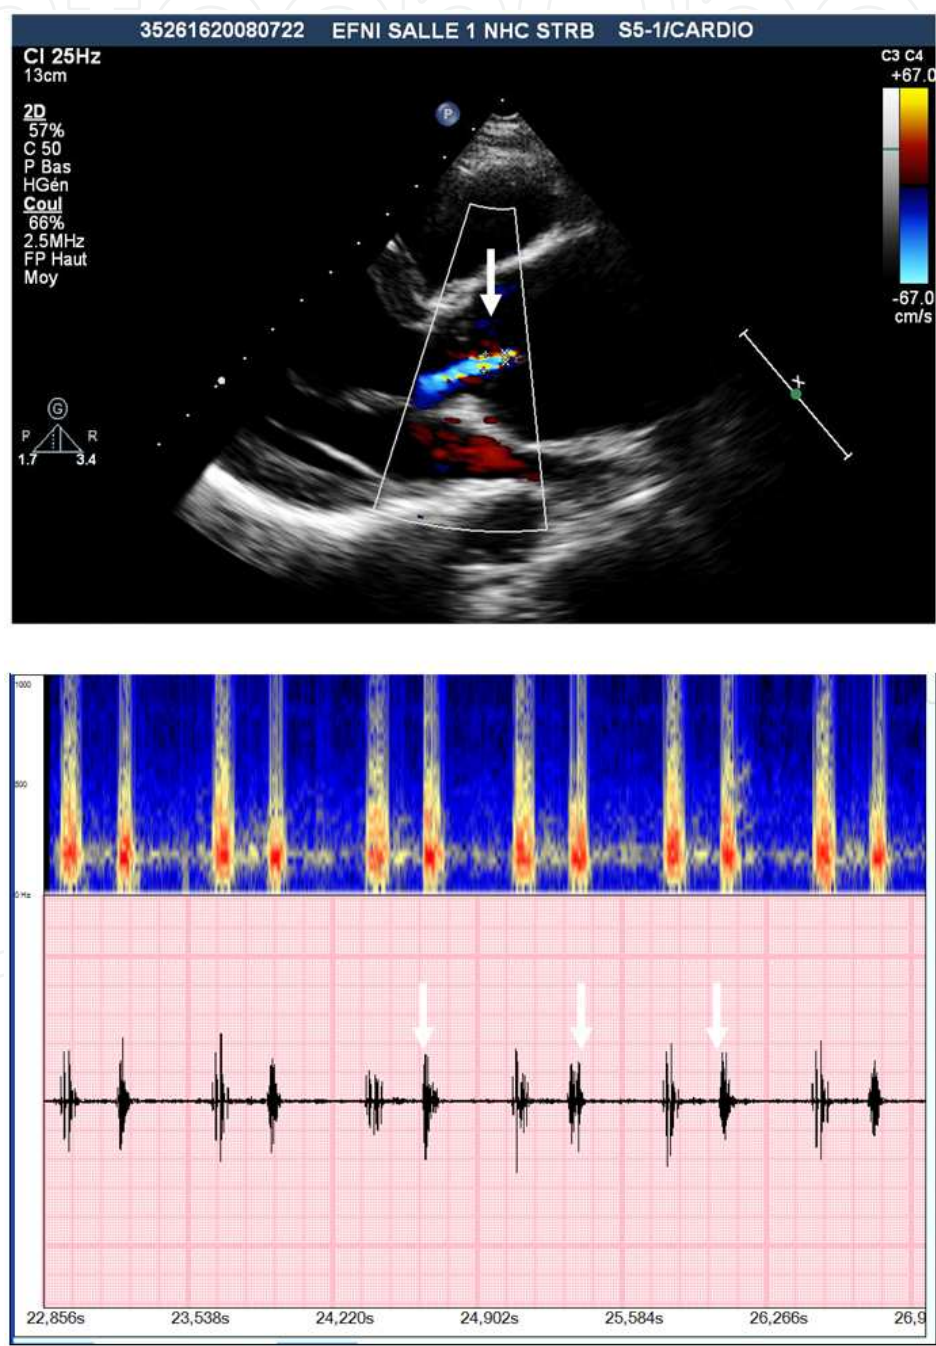 35261620080722 EFNI SALLE 1 NHC STRB S5-1/CARDIO
CI 25Hz
13cm
2D
57%
C 50
P Bas
HGén
Coul
66%
2.5MHz
FP Haut
Moy
P
C3 C4
+67.0
-67.0
cm/s
x
G
P R
1.7 3.4
1000
500
0 Hz
22,856s 23,538s 24,220s 24,902s 25,584s 26,266s 26,9